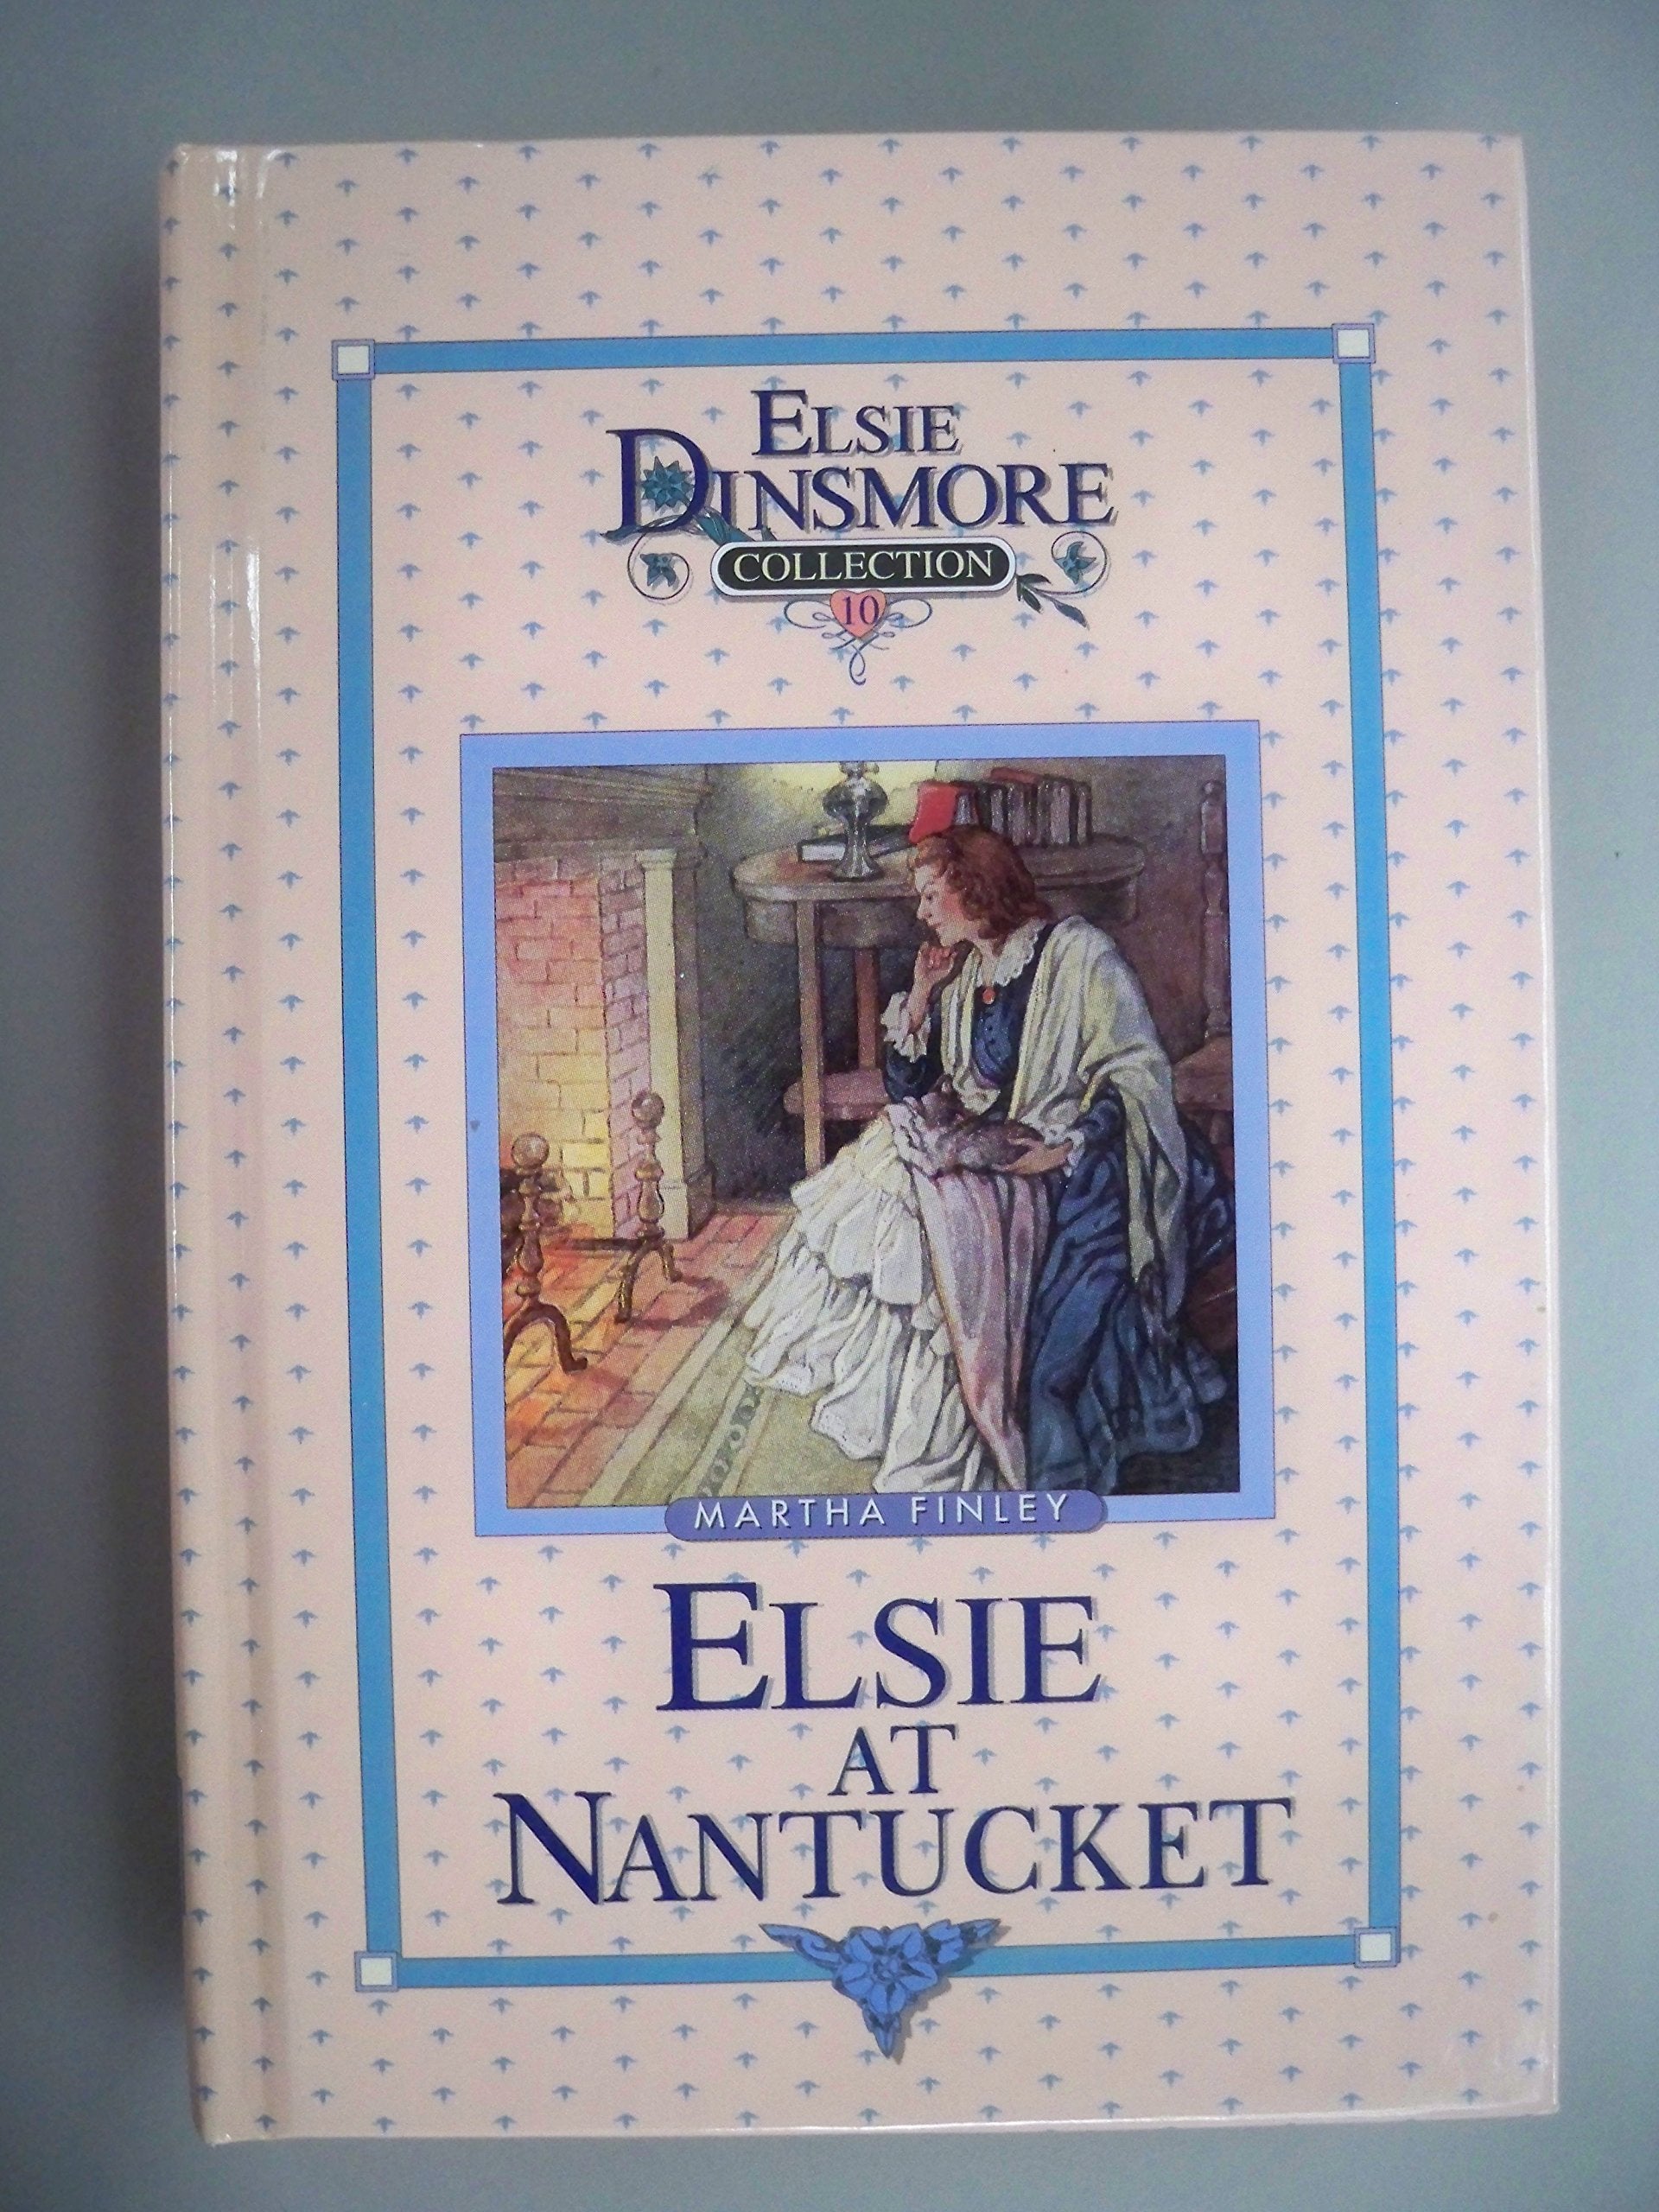 ELSIE
DINSMORE
COLLECTION
10
MARTHA FINLEY
ELSIE
AT
NANTUCKET